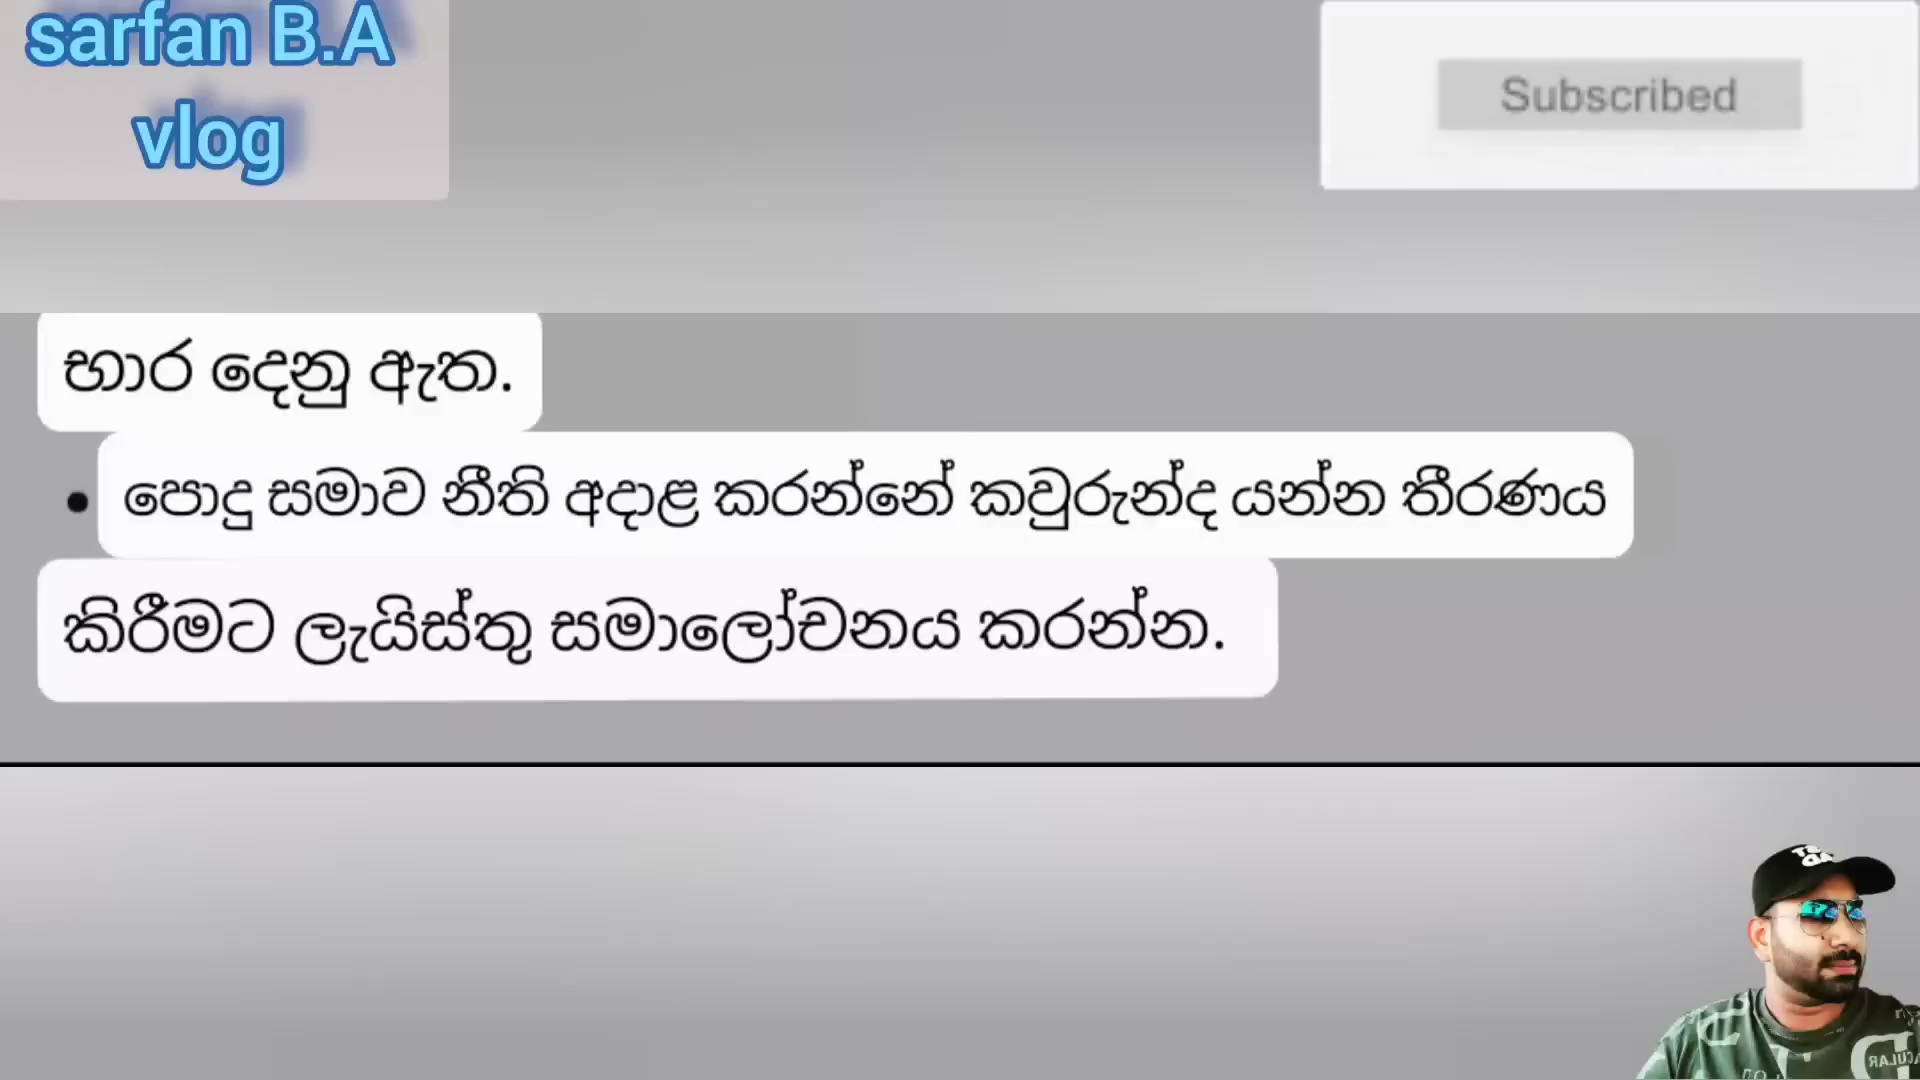 sarfan B.A
vlog
Subscribed
භාර දෙනු ඇත.
• පොදු සමාව නීති අදාළ කරන්නේ කවුරුන්ද යන්න තීරණය
කිරීමට ලැයිස්තු සමාලෝචනය කරන්න.